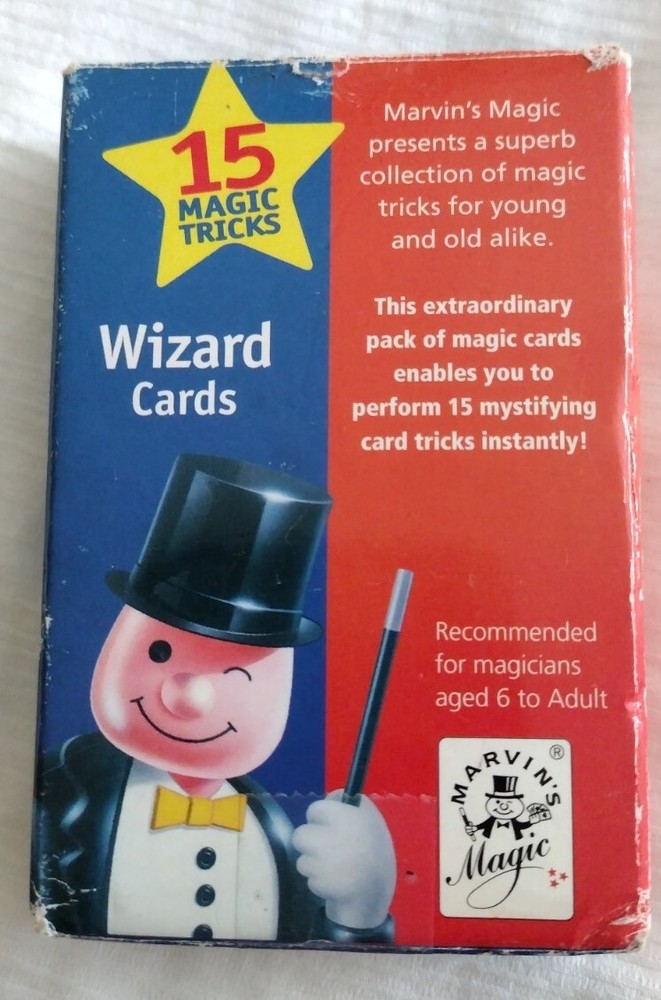 15
MAGIC
TRICKS
Wizard
Cards
Marvin's Magic
presents a superb
collection of magic
tricks for young
and old alike.
This extraordinary
pack of magic cards
enables you to
perform 15 mystifying
card tricks instantly!
Recommended
for magicians
aged 6 to Adult
MARVIN'S ®
Magic